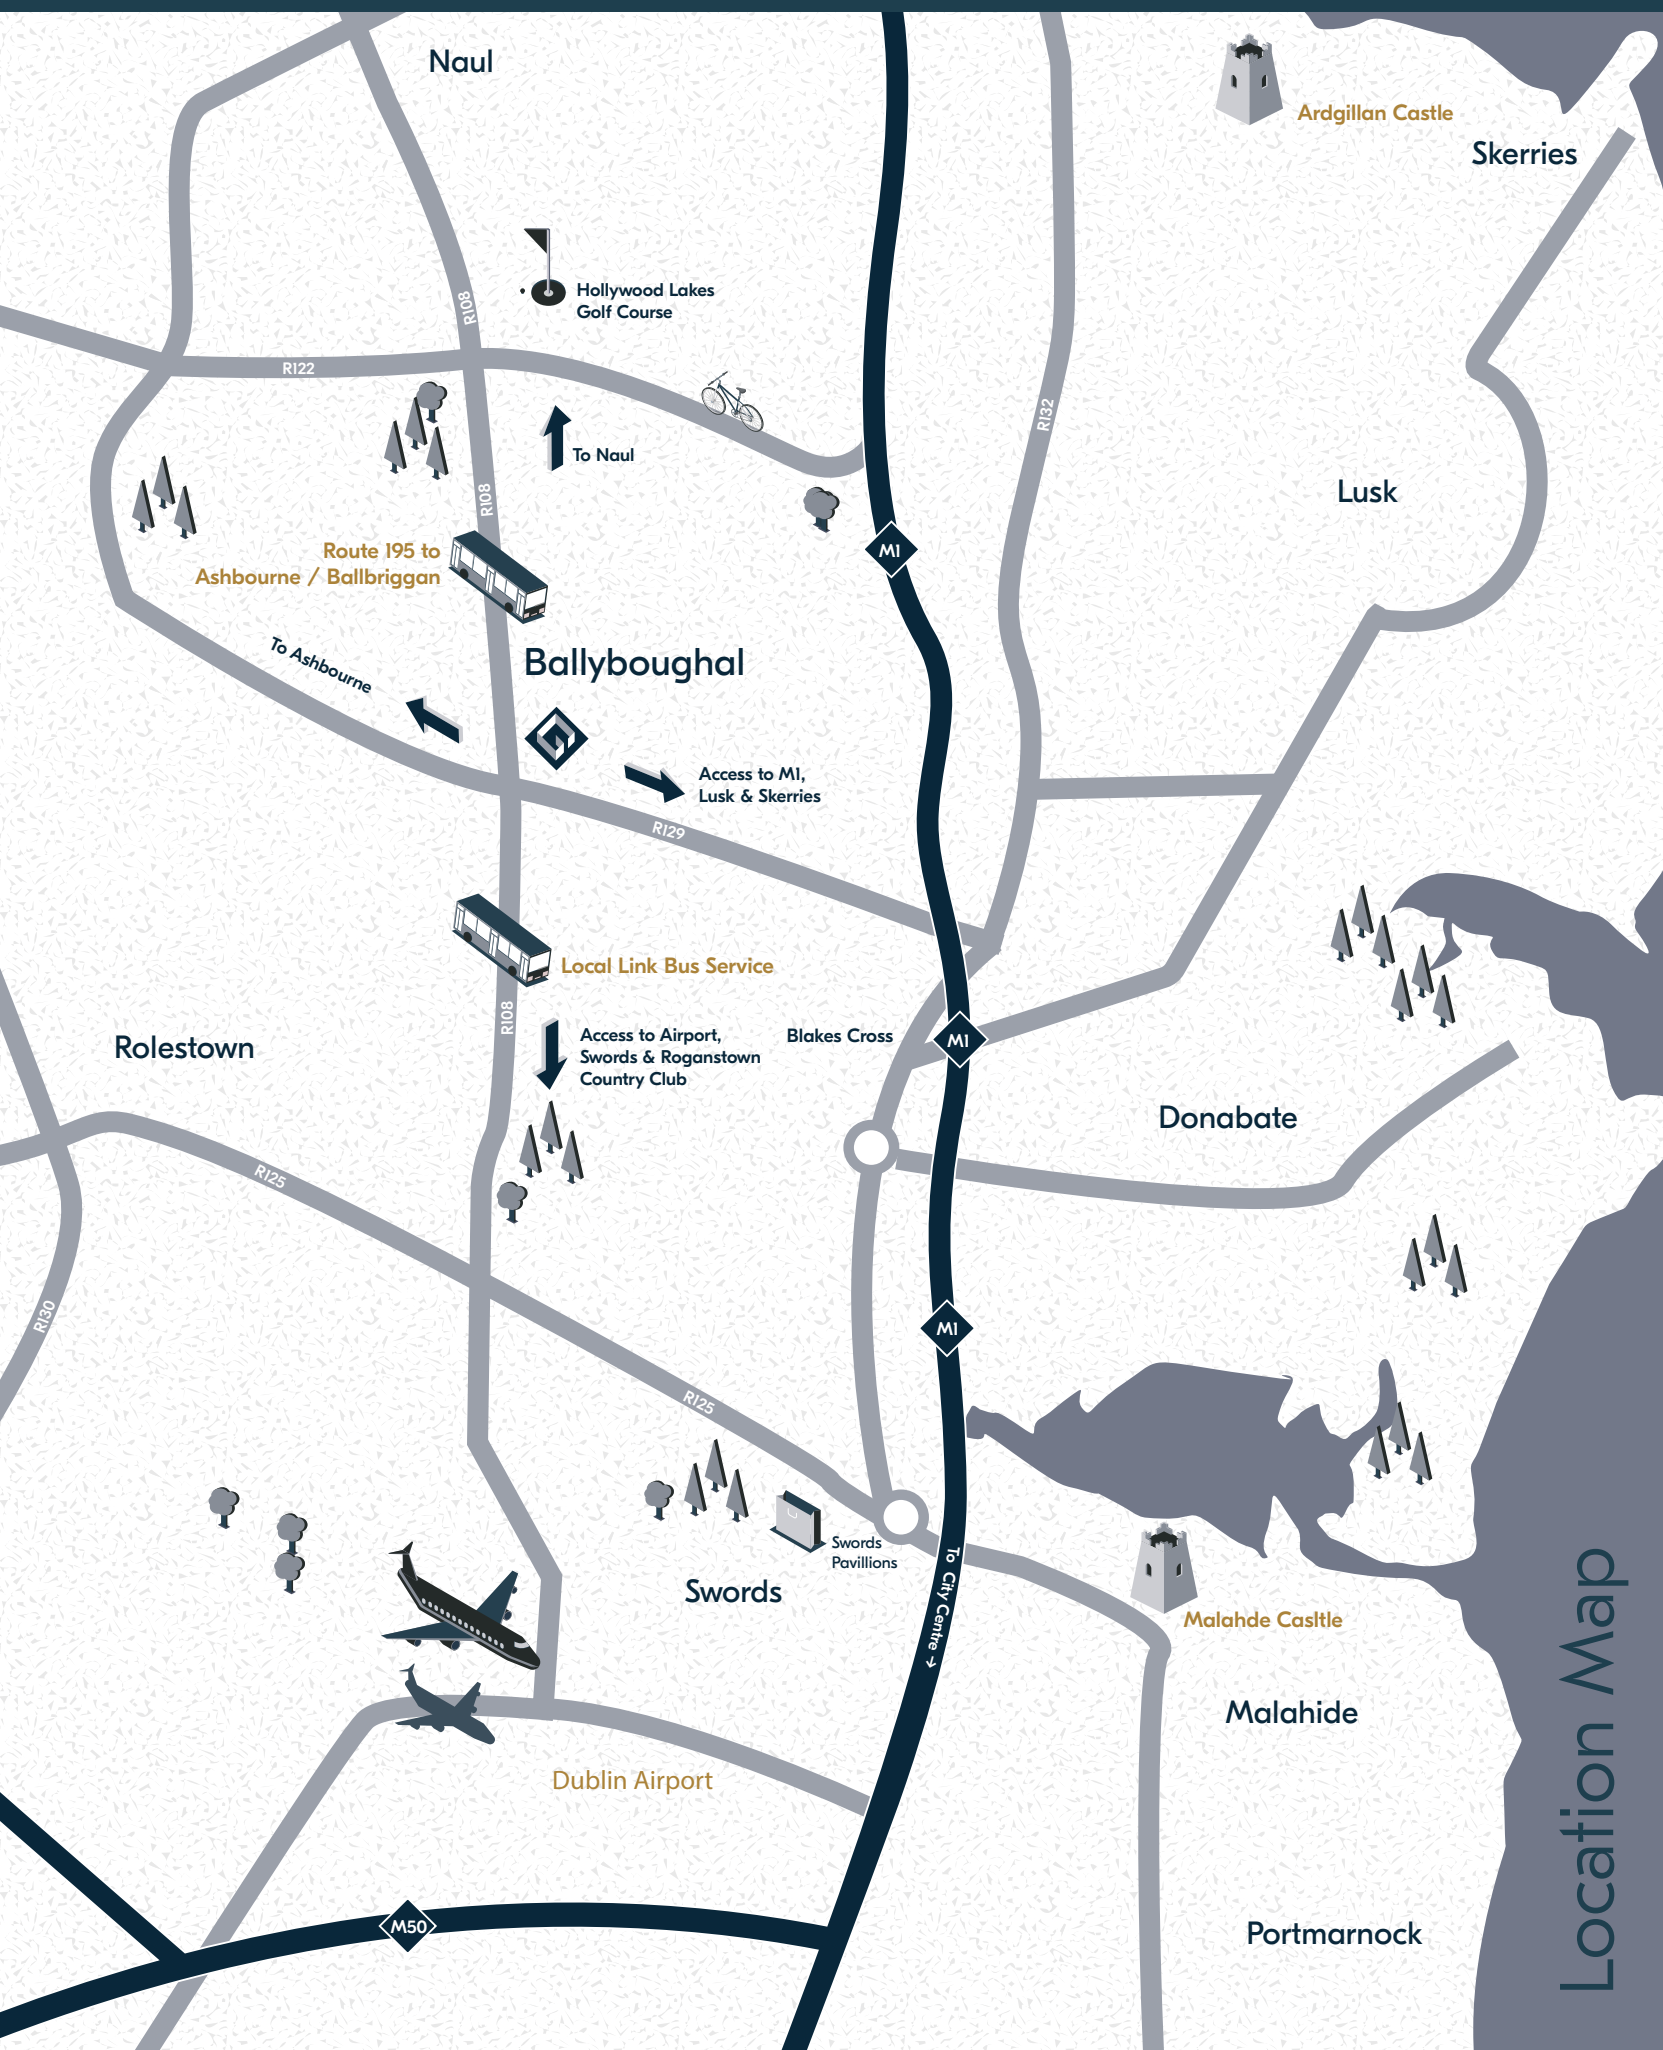 Naul
Ardgillan Castle
Skerries
R108
Hollywood Lakes
Golf Course
R122
R132
To Naul
R108
Lusk
M1
Route 195 to
Ashbourne / Ballbriggan
To Ashbourne
Ballyboughal
Access to M1,
Lusk & Skerries
R129
Local Link Bus Service
R108
Rolestown
Access to Airport,
Swords & Roganstown
Country Club
Blakes Cross
M1
Donabate
R125
R130
M1
R125
Swords
Pavillions
Swords
To City Centre →
Malahde Casltle
Malahide
Dublin Airport
M50
Portmarnock
Location Map